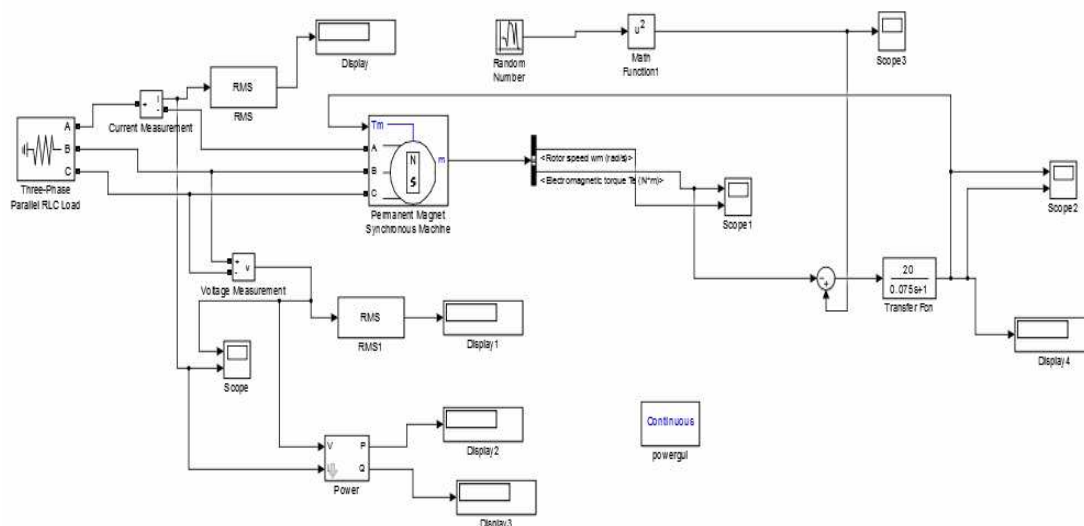 Display
u²
Math
Function1
Random
Number
Scope3
RMS
RMS
i
+
-
Current Measurement
A
B
C
Three-Phase
Parallel RLC Load
Tm
A
B
C
N
S
m
Permanent Magnet
Synchronous Machine
<Rotor speed wm (rad/s)>
<Electromagnetic torque Te (N*m)>
Scope1
Scope2
+
-
v
Voltage Measurement
-
+
20
0.075s+1
Transfer Fcn
RMS
RMS1
Display1
Display4
Scope
Continuous
powergui
V
P
Q
Power
Display2
Display3